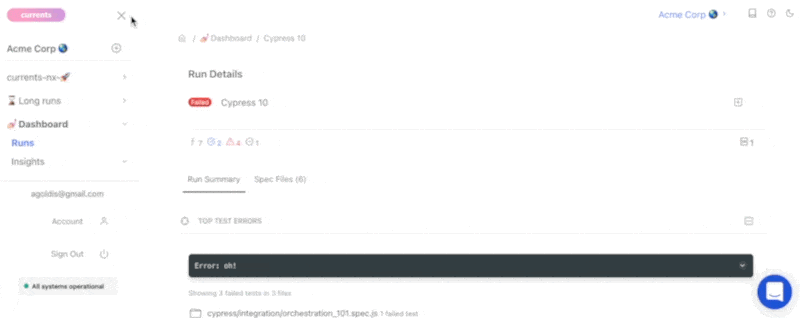 currents
Acme Corp
Acme Corp
/ Dashboard / Cypress 10
currents-nx-
Run Details
Long runs
Failed Cypress 10
Dashboard
Runs
7 2 4 1
1
Insights
Run Summary Spec Files (6)
agoldis@gmail.com
Account
TOP TEST ERRORS
Sign Out
Error: oh!
All systems operational
Showing 3 failed tests in 3 files
cypress/integration/orchestration_101.spec.js 1 failed test